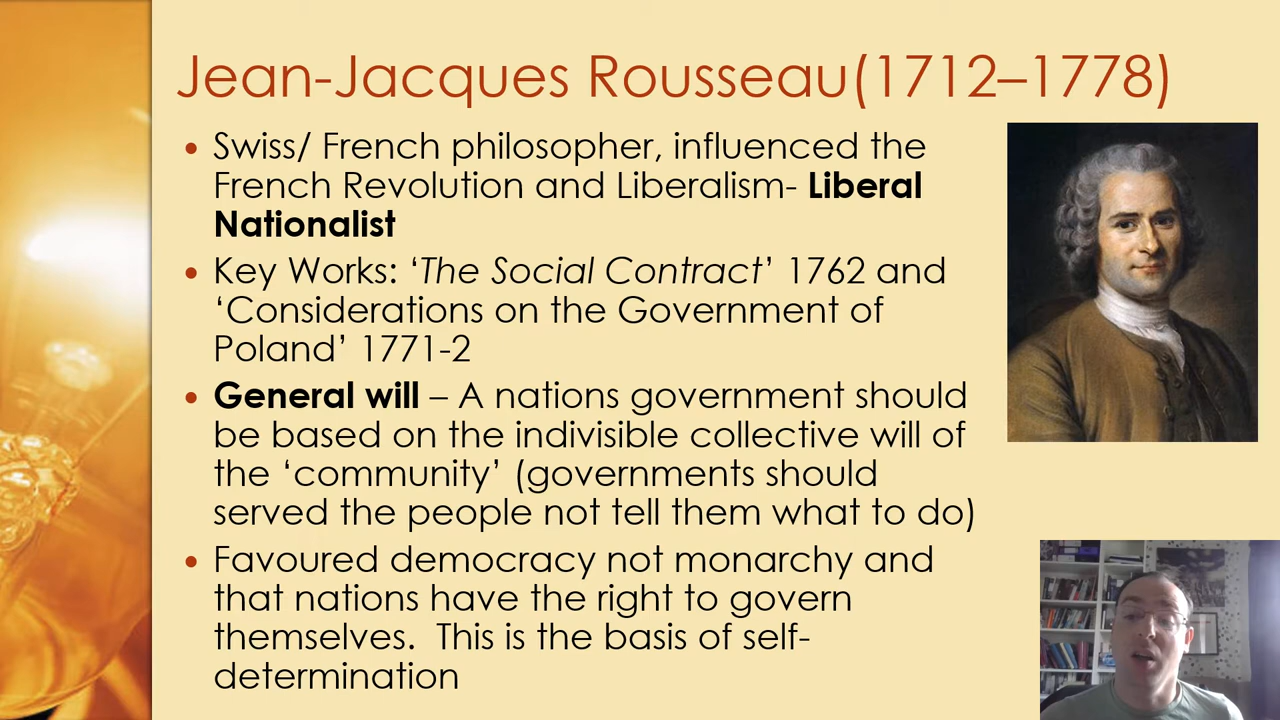 Jean-Jacques Rousseau(1712–1778)
• Swiss/ French philosopher, influenced the
French Revolution and Liberalism- Liberal
Nationalist
• Key Works: ‘The Social Contract’ 1762 and
‘Considerations on the Government of
Poland’ 1771-2
• General will – A nations government should
be based on the indivisible collective will of
the ‘community’ (governments should
served the people not tell them what to do)
• Favoured democracy not monarchy and
that nations have the right to govern
themselves.  This is the basis of self-
determination